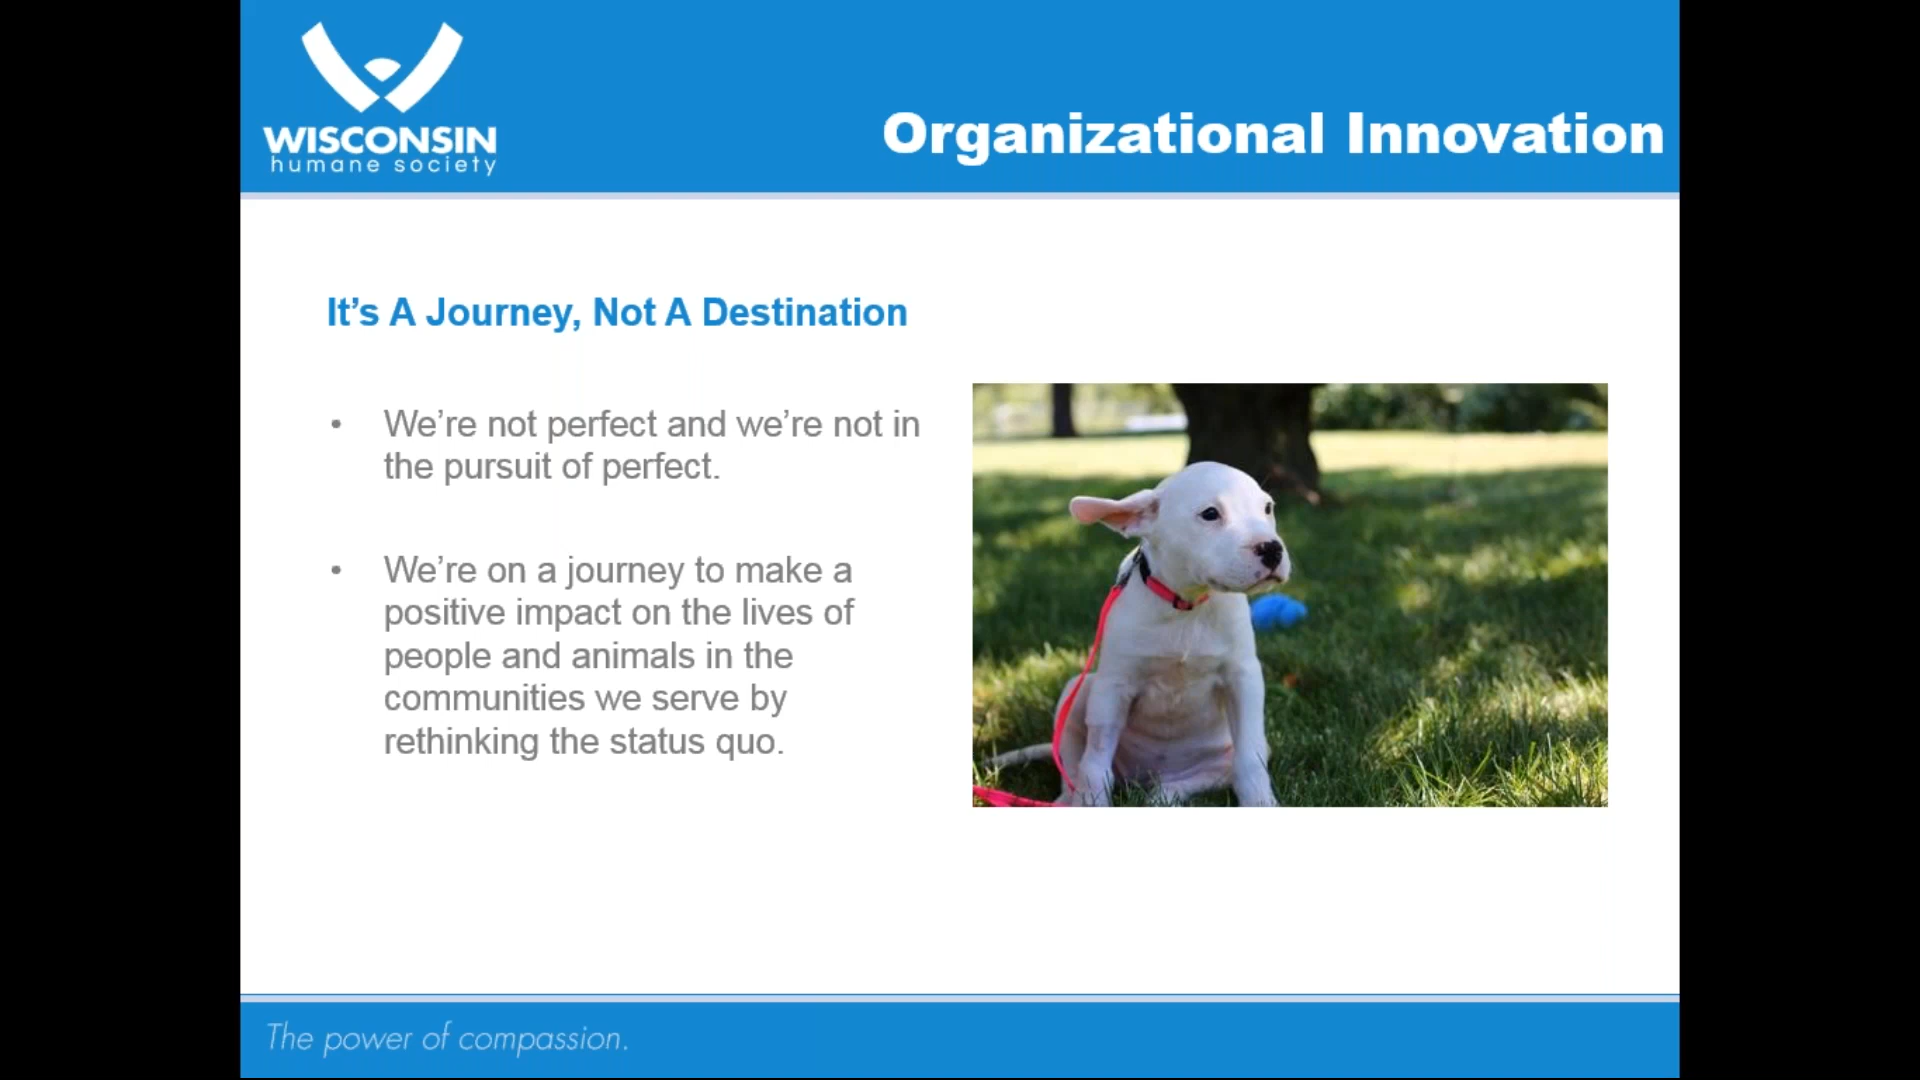 WISCONSIN
humane society
Organizational Innovation
It’s A Journey, Not A Destination
• We’re not perfect and we’re not in
the pursuit of perfect.
• We’re on a journey to make a
positive impact on the lives of
people and animals in the
communities we serve by
rethinking the status quo.
The power of compassion.